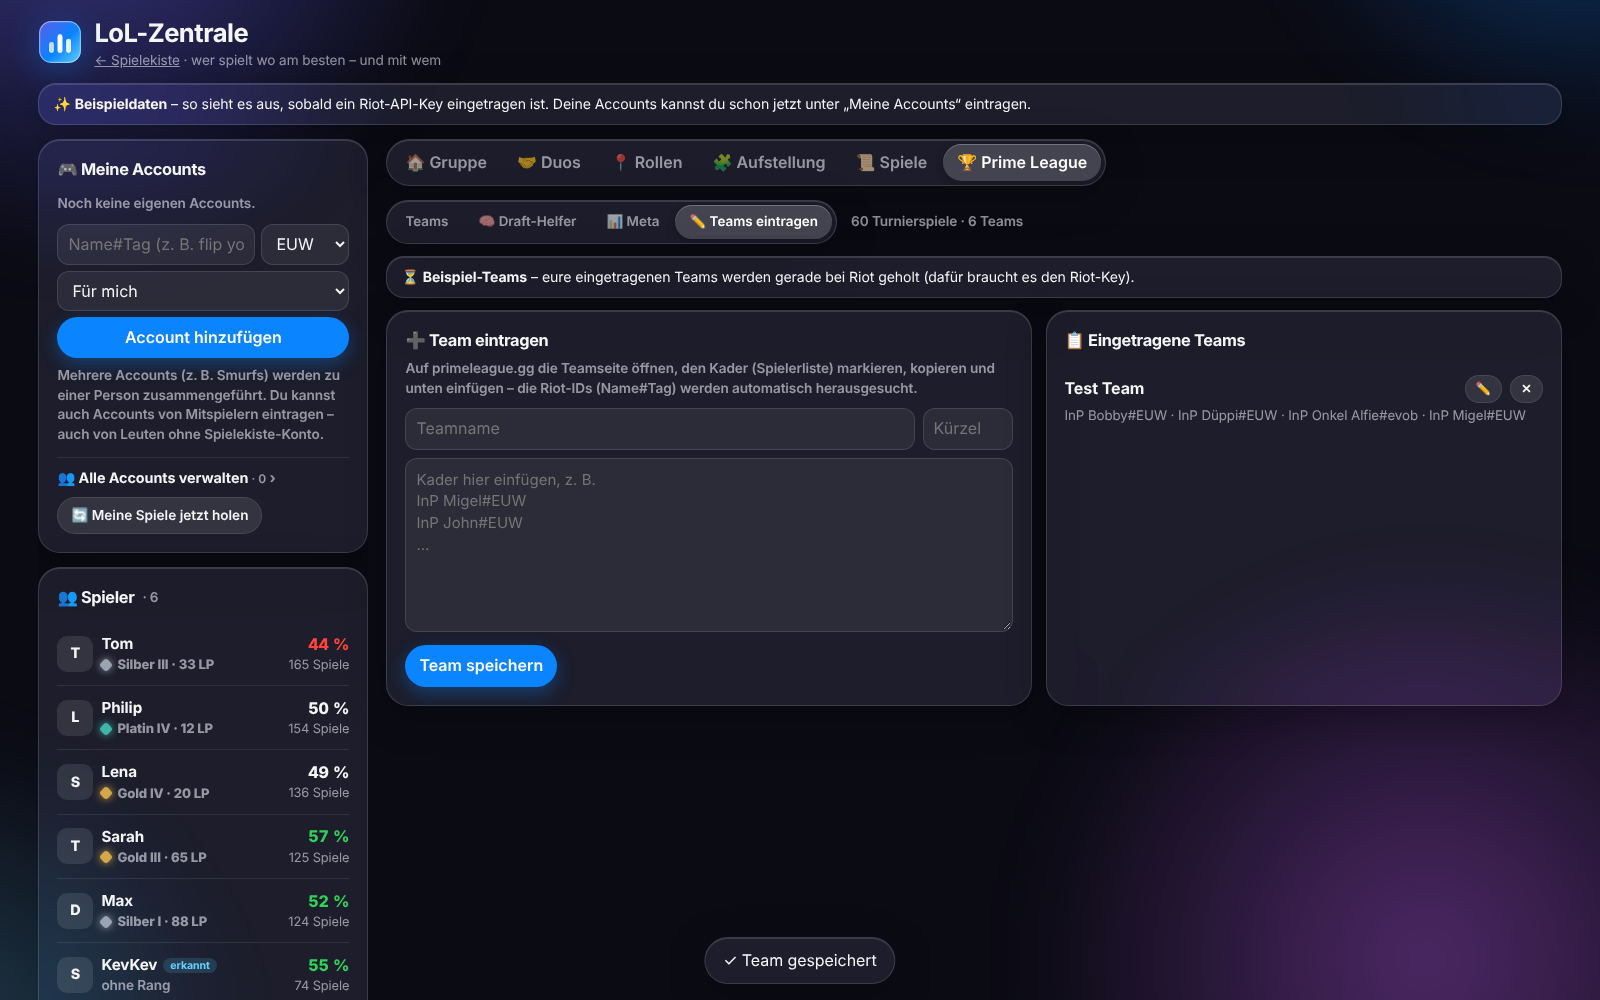 LoL-Zentrale
← Spielekiste · wer spielt wo am besten – und mit wem
✨ Beispieldaten – so sieht es aus, sobald ein Riot-API-Key eingetragen ist. Deine Accounts kannst du schon jetzt unter „Meine Accounts“ eintragen.
🎮 Meine Accounts
Noch keine eigenen Accounts.
Name#Tag (z. B. flip yo
EUW
Für mich
Account hinzufügen
Mehrere Accounts (z. B. Smurfs) werden zu
einer Person zusammengeführt. Du kannst
auch Accounts von Mitspielern eintragen –
auch von Leuten ohne Spielekiste-Konto.
👥 Alle Accounts verwalten · 0 ›
🔄 Meine Spiele jetzt holen
👥 Spieler · 6
T
Tom
44 %
Silber III · 33 LP
165 Spiele
L
Philip
50 %
Platin IV · 12 LP
154 Spiele
S
Lena
49 %
Gold IV · 20 LP
136 Spiele
T
Sarah
57 %
Gold III · 65 LP
125 Spiele
D
Max
52 %
Silber I · 88 LP
124 Spiele
S
KevKev erkannt
55 %
ohne Rang
74 Spiele
🏠 Gruppe
🤝 Duos
📍 Rollen
🧩 Aufstellung
📜 Spiele
🏆 Prime League
Teams
🧠 Draft-Helfer
📊 Meta
✏️ Teams eintragen
60 Turnierspiele · 6 Teams
⏳ Beispiel-Teams – eure eingetragenen Teams werden gerade bei Riot geholt (dafür braucht es den Riot-Key).
➕ Team eintragen
Auf primeleague.gg die Teamseite öffnen, den Kader (Spielerliste) markieren, kopieren und
unten einfügen – die Riot-IDs (Name#Tag) werden automatisch herausgesucht.
Teamname
Kürzel
Kader hier einfügen, z. B.
InP Migel#EUW
InP John#EUW
...
Team speichern
📋 Eingetragene Teams
Test Team
✏️
×
InP Bobby#EUW · InP Düppi#EUW · InP Onkel Alfie#evob · InP Migel#EUW
✓ Team gespeichert